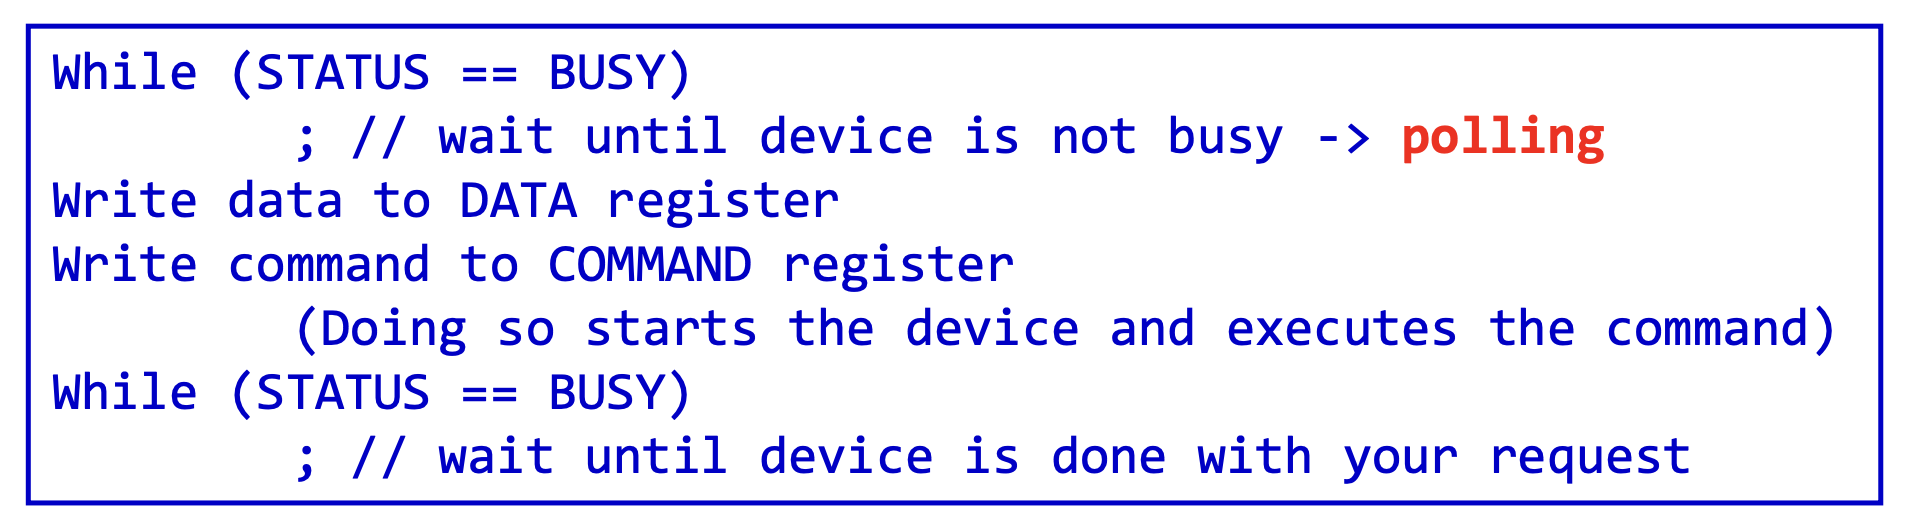 While (STATUS == BUSY)
; // wait until device is not busy -> polling
Write data to DATA register
Write command to COMMAND register
(Doing so starts the device and executes the command)
While (STATUS == BUSY)
; // wait until device is done with your request